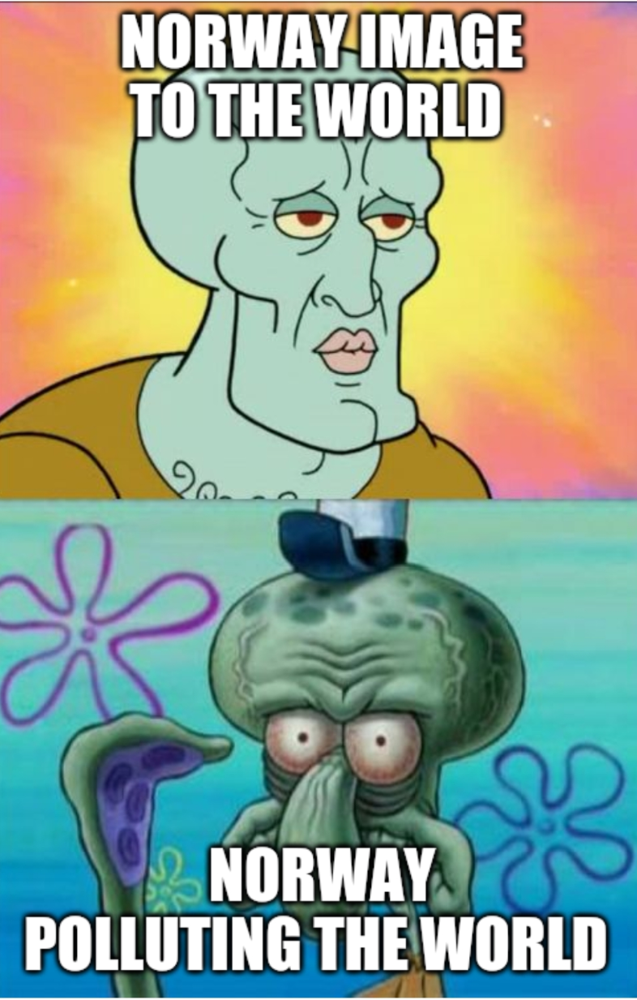 NORWAY IMAGE
TO THE WORLD
NORWAY
POLLUTING THE WORLD